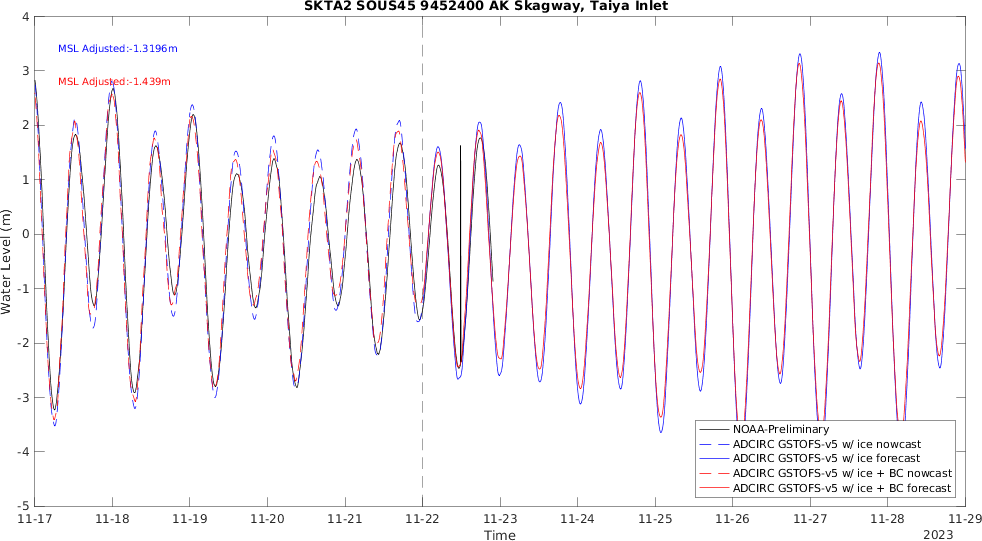 SKTA2 SOUS45 9452400 AK Skagway, Taiya Inlet
MSL Adjusted:-1.3196m
MSL Adjusted:-1.439m
Water Level (m)
4
3
2
1
0
-1
-2
-3
-4
-5
NOAA-Preliminary
ADCIRC GSTOFS-v5 w/ ice nowcast
ADCIRC GSTOFS-v5 w/ ice forecast
ADCIRC GSTOFS-v5 w/ ice + BC nowcast
ADCIRC GSTOFS-v5 w/ ice + BC forecast
11-17 11-18 11-19 11-20 11-21 11-22 11-23 11-24 11-25 11-26 11-27 11-28 11-29
Time
2023